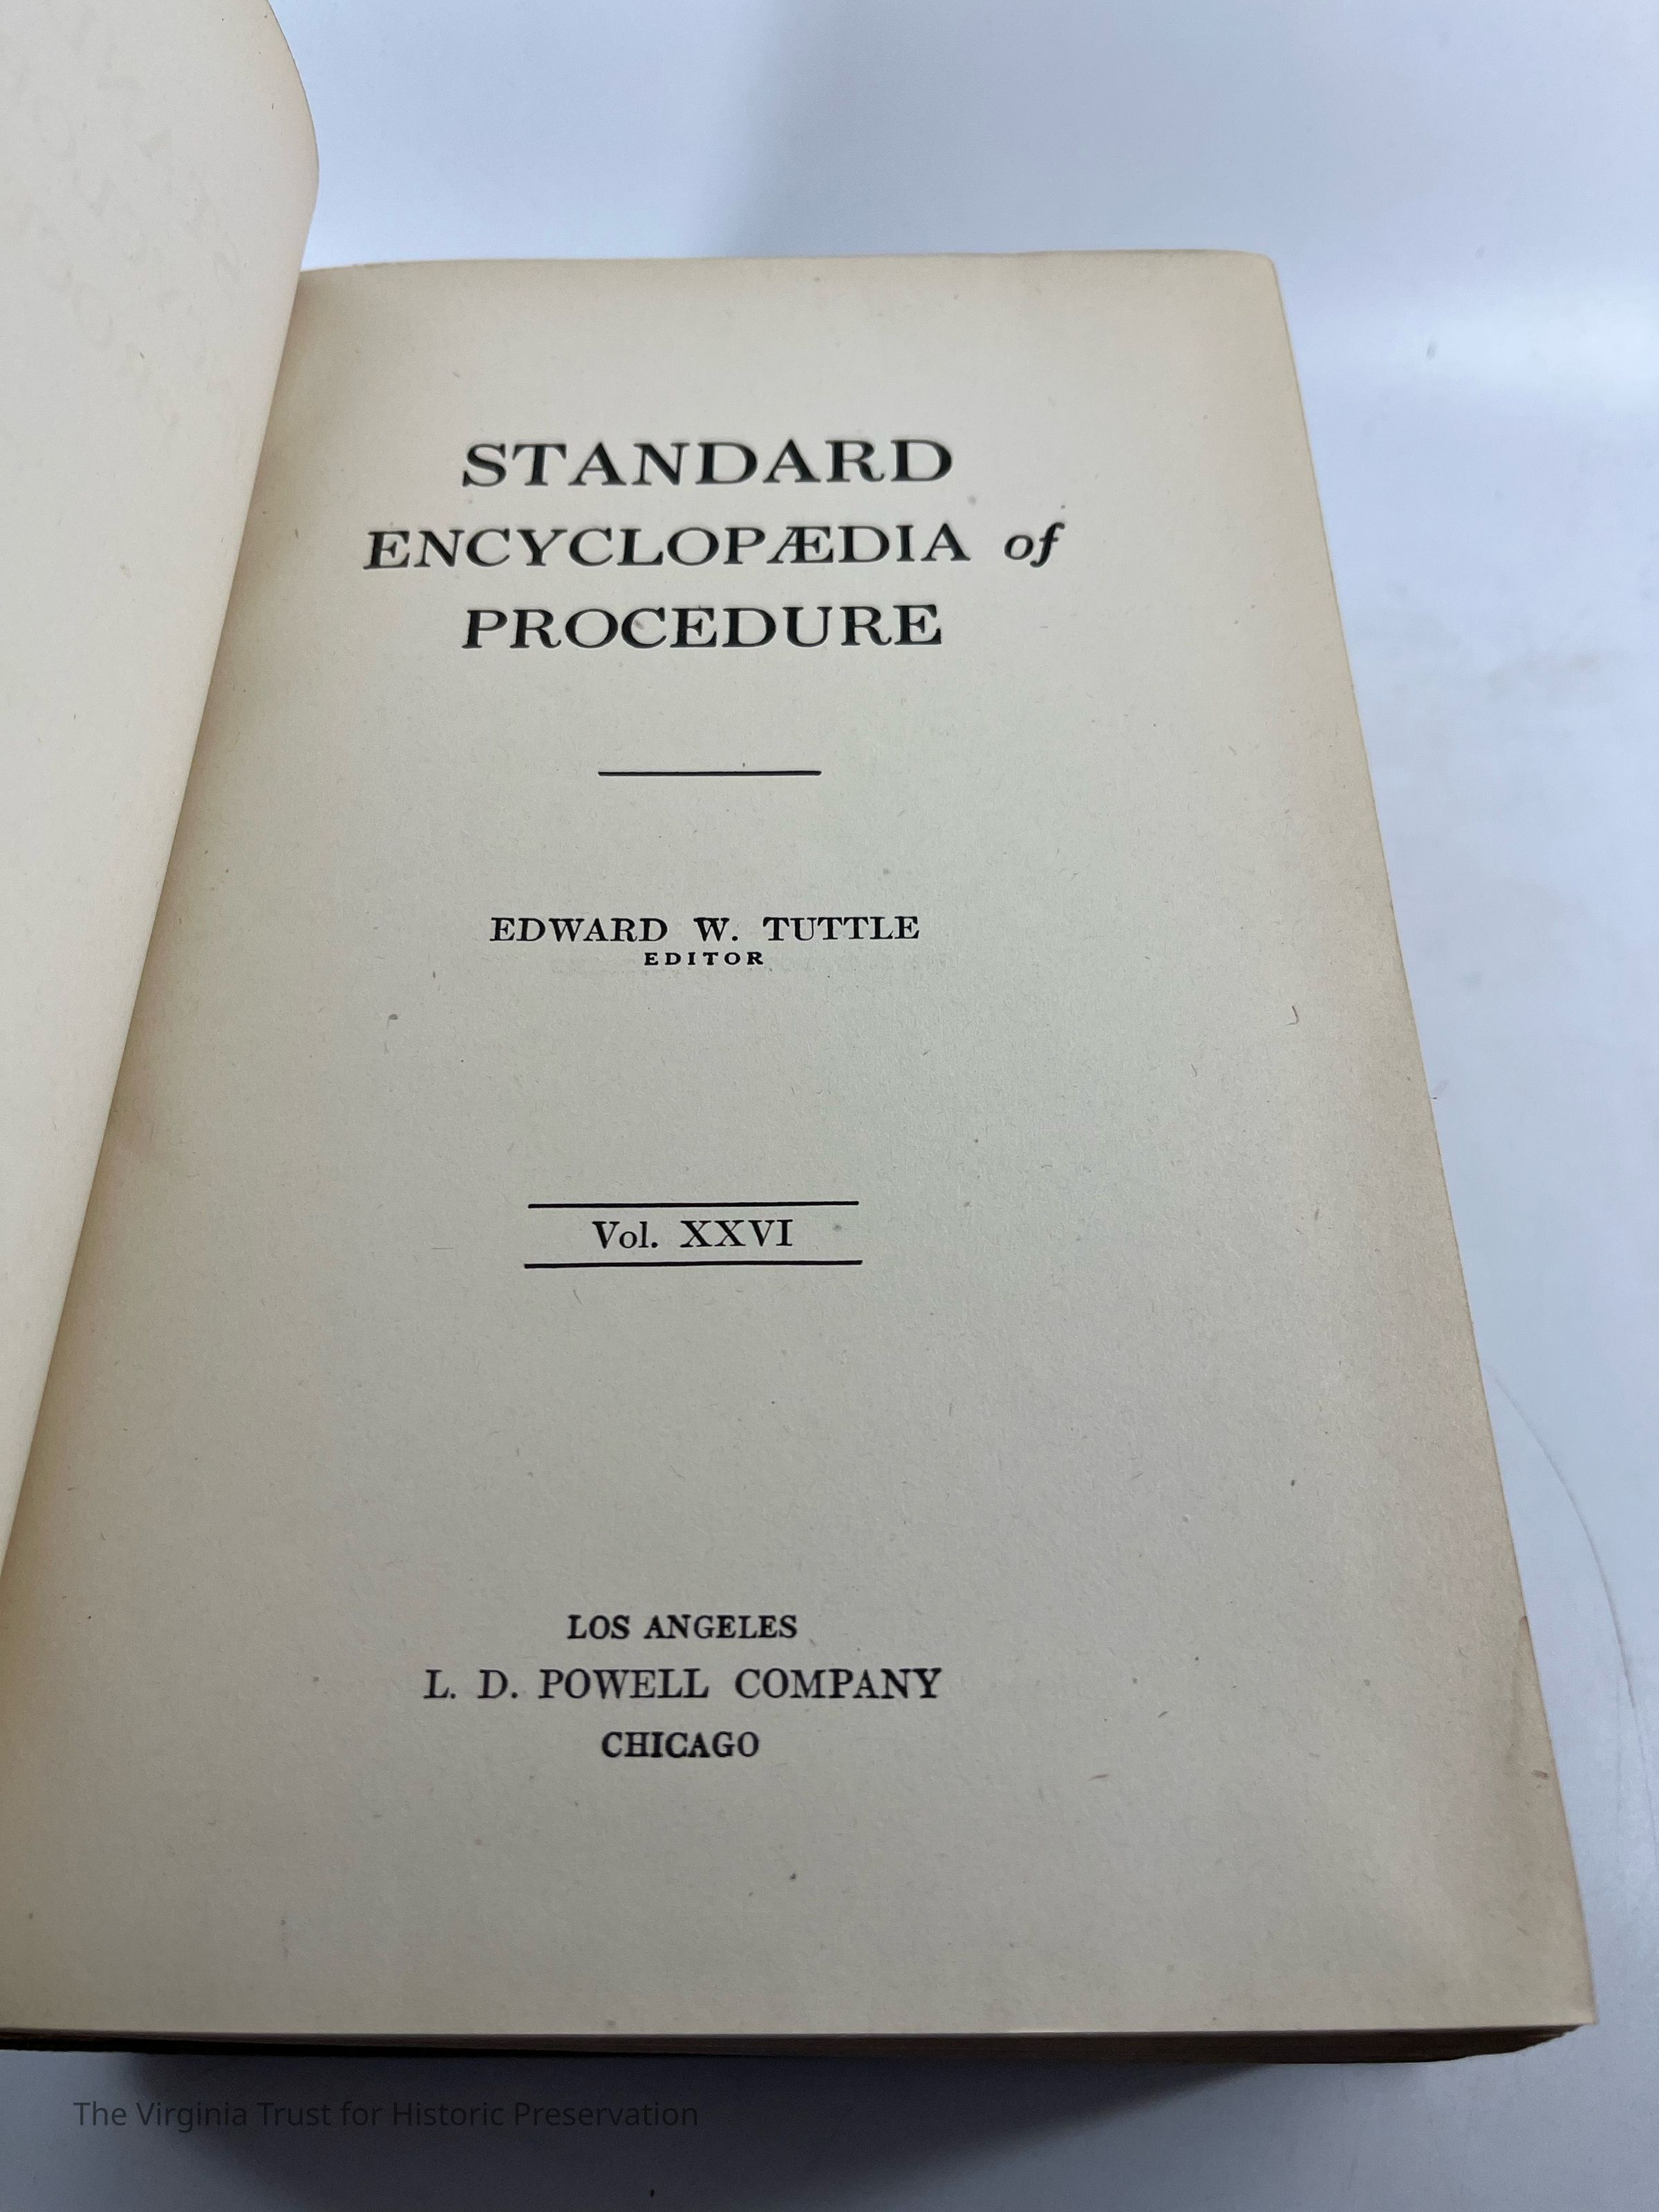 STANDARD
ENCYCLOPÆDIA of
PROCEDURE
EDWARD W. TUTTLE
EDITOR
Vol. XXVI
LOS ANGELES
L. D. POWELL COMPANY
CHICAGO
The Virginia Trust for Historic Preservation